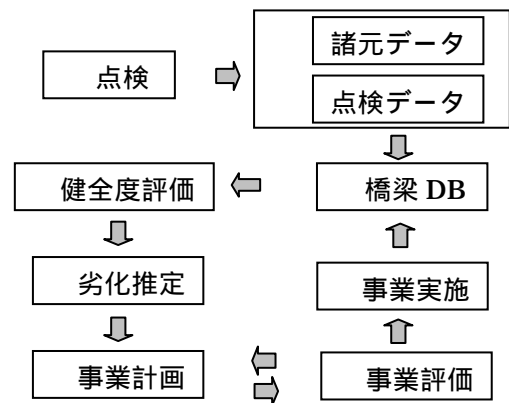 諸元データ
点検
点検データ
健全度評価
橋梁 DB
劣化推定
事業実施
事業計画
事業評価